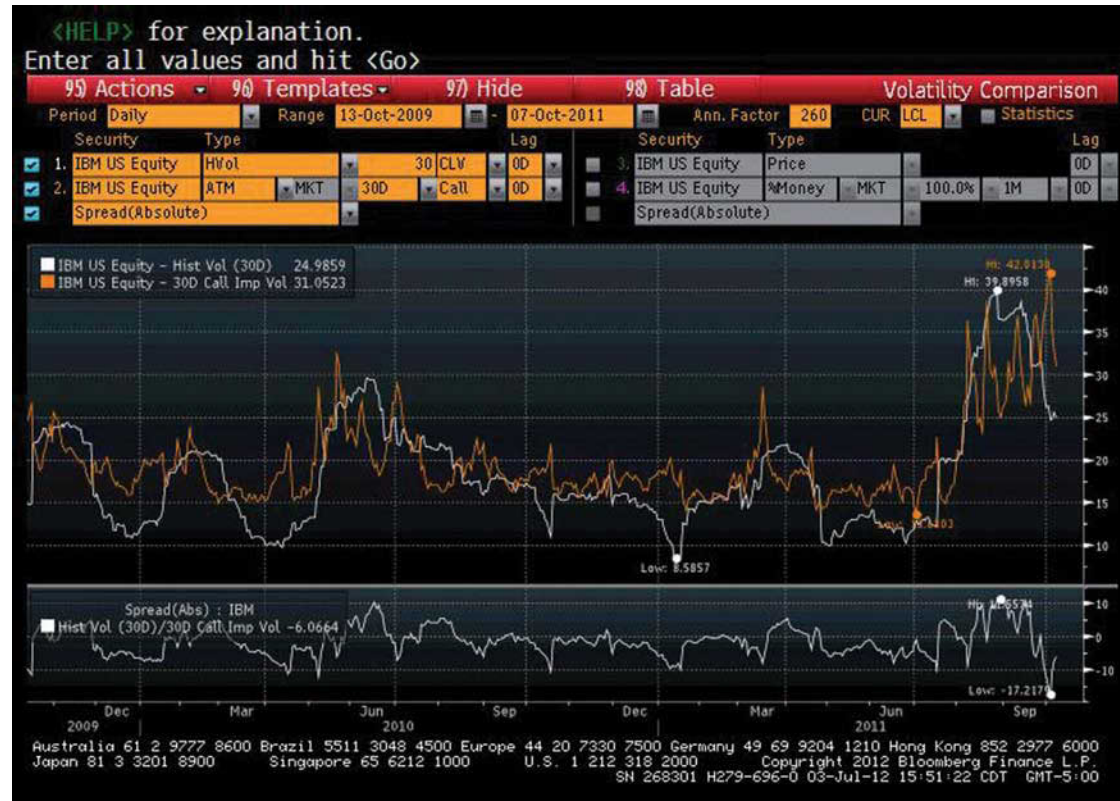 <HELP> for explanation.
Enter all values and hit <Go>
95) Actions 96) Templates 97) Hide 98) Table Volatility Comparison
Period Daily Range 13-Oct-2009 - 07-Oct-2011 Ann. Factor 260 CUR LCL Statistics
Security Type Lag Security Type Lag
1. IBM US Equity HVol 30 CLV 0D 3. IBM US Equity Price 0D
2. IBM US Equity ATM MKT 30D Call 0D 4. IBM US Equity %Money MKT 100.0% 1M 0D
Spread(Absolute) Spread(Absolute)
IBM US Equity - Hist Vol (30D) 24.9859
IBM US Equity - 30D Call Imp Vol 31.0523
Hi: 39.8958
40
35
30
25
20
15
10
Low: 8.5857
Spread(Abs) : IBM
Hist Vol (30D)/30D Call Imp Vol -6.0664
10
0
-10
Low: -17.2179
Dec Mar Jun Sep Dec Mar Jun Sep
2009 2010 2011
Australia 61 2 9777 8600 Brazil 5511 3048 4500 Europe 44 20 7330 7500 Germany 49 69 9204 1210 Hong Kong 852 2977 6000
Japan 81 3 3201 8900 Singapore 65 6212 1000 U.S. 1 212 318 2000 Copyright 2012 Bloomberg Finance L.P.
SN 268301 H279-696-0 03-Jul-12 15:51:22 CDT GMT-5:00